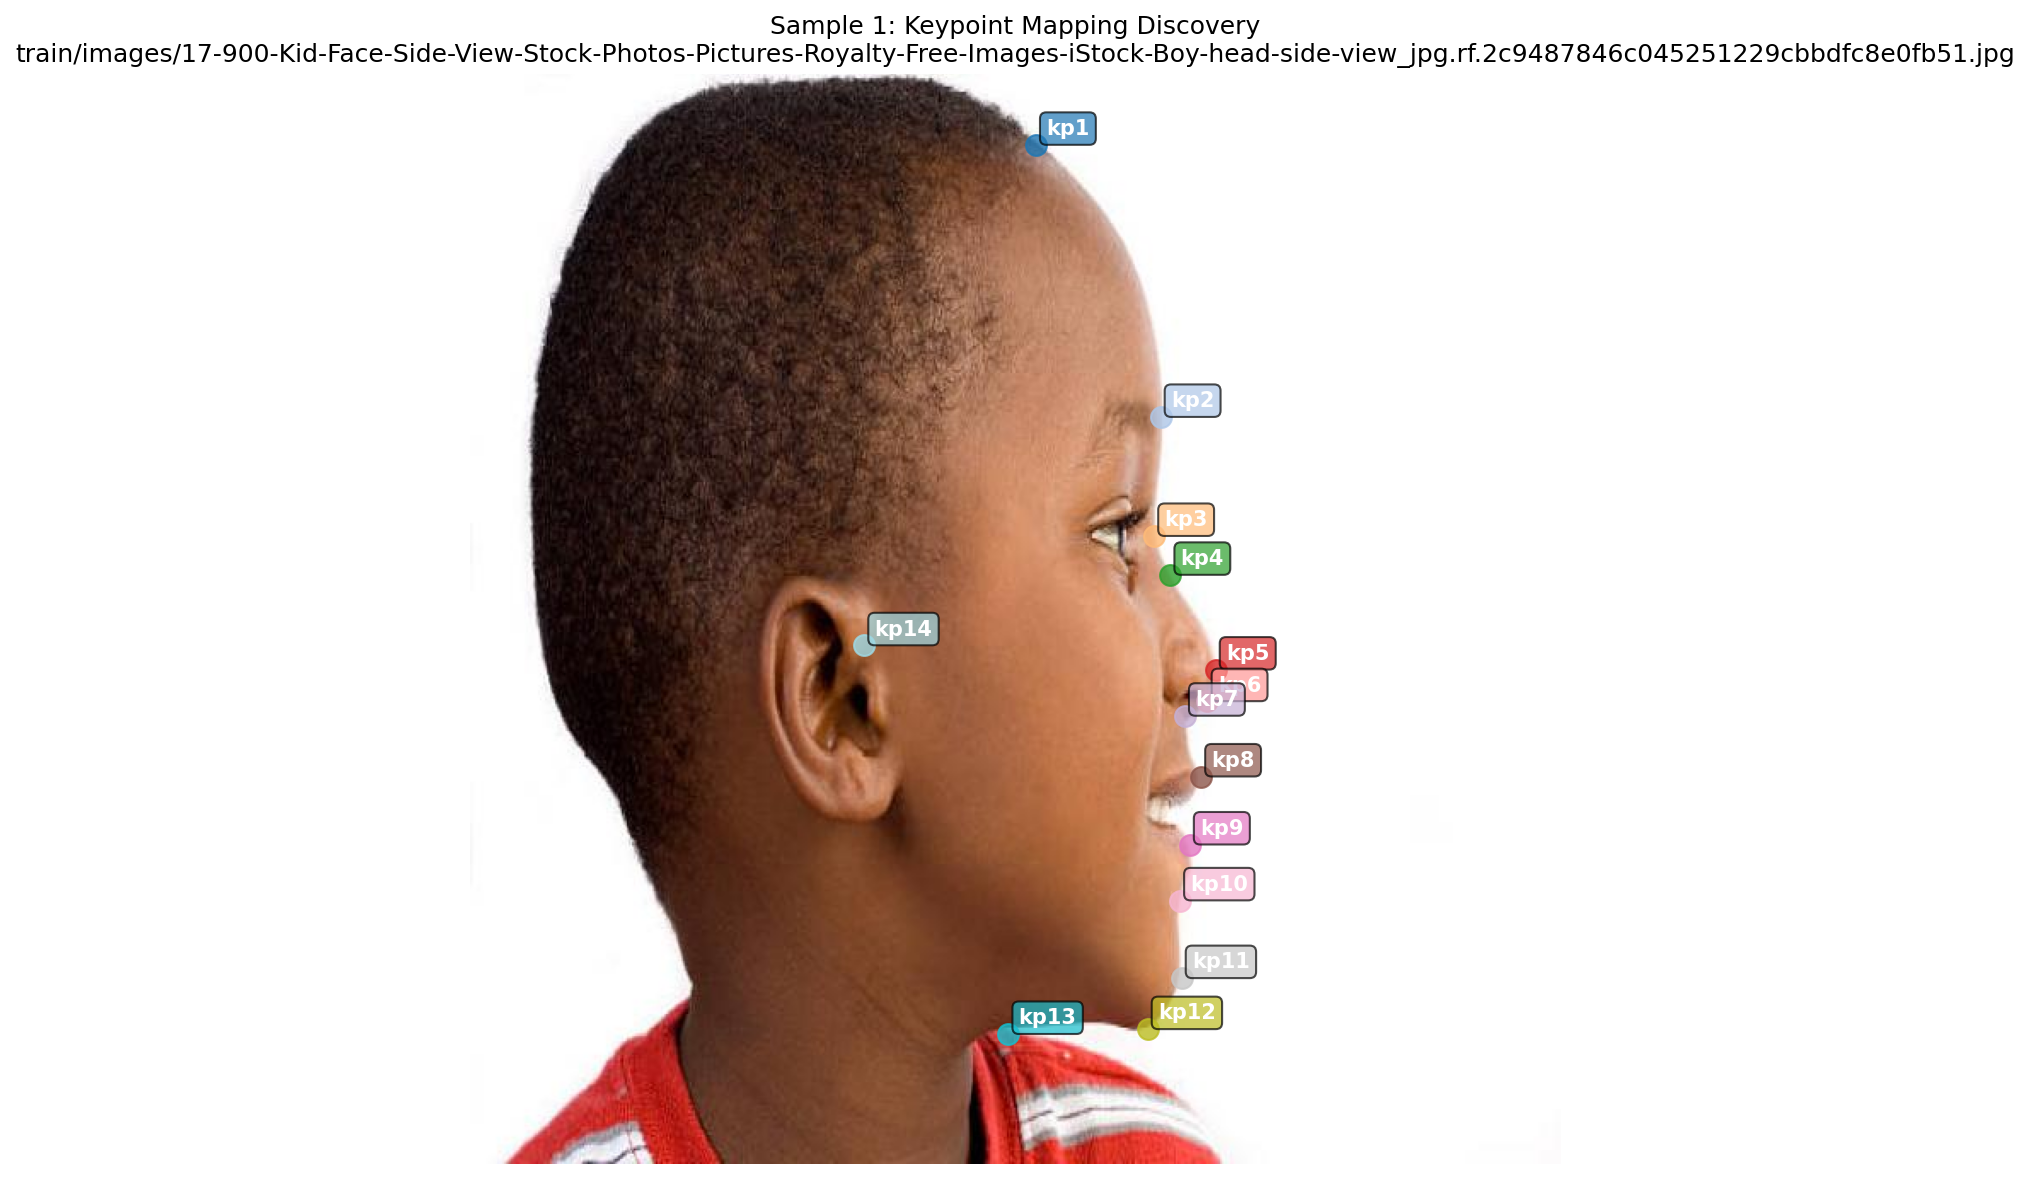 Sample 1: Keypoint Mapping Discovery
train/images/17-900-Kid-Face-Side-View-Stock-Photos-Pictures-Royalty-Free-Images-iStock-Boy-head-side-view_jpg.rf.2c9487846c045251229cbbdfc8e0fb51.jpg
kp1
kp2
kp3
kp4
kp14
kp5
kp6
kp7
kp8
kp9
kp10
kp11
kp12
kp13